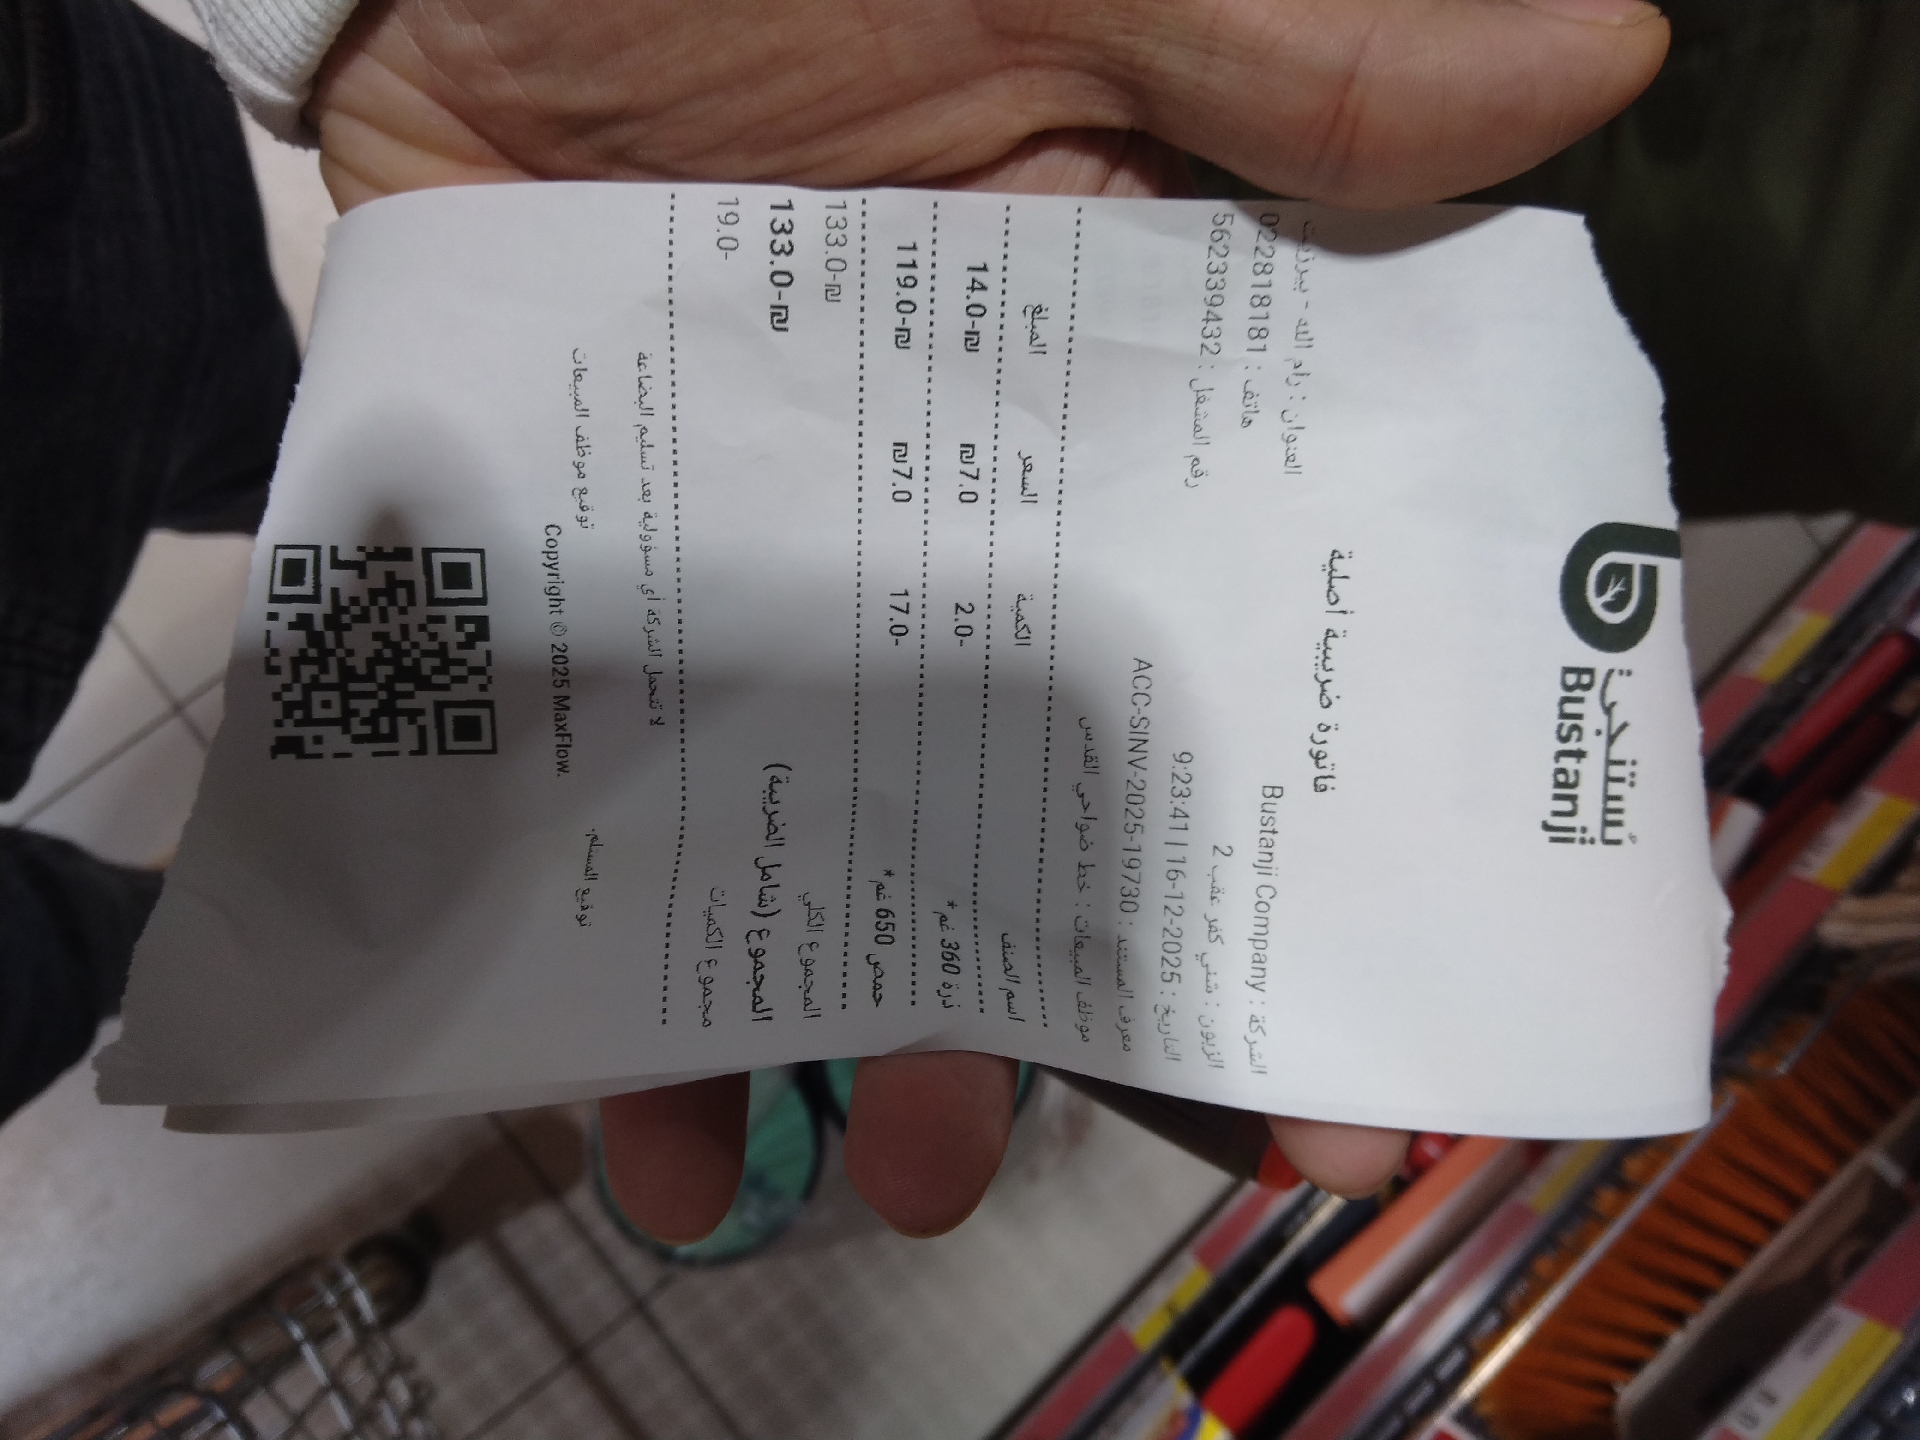 بُستنجي
Bustanji
فاتورة ضريبية أصلية
العنوان : رام الله - بيرزيت
هاتف : 022818181
رقم المشغل : 562339432
الشركة : Bustanji Company
الزبون : شني كفر عقب 2
التاريخ : 16-12-2025 | 9:23:41
معرف المستند : ACC-SINV-2025-19730
موظف المبيعات : خط ضواحي القدس
اسم الصنف الكمية السعر المبلغ
ذرة 360 غم * 2.0- ₪7.0 14.0-₪
حمص 650 غم * 17.0- ₪7.0 119.0-₪
المجموع الكلي 133.0-₪
المجموع (شامل الضريبة) 133.0-₪
مجموع الكميات 19.0-
لا تتحمل الشركة أي مسؤولية بعد تسليم البضاعة
توقيع المستلم. توقيع موظف المبيعات
Copyright © 2025 MaxFlow.